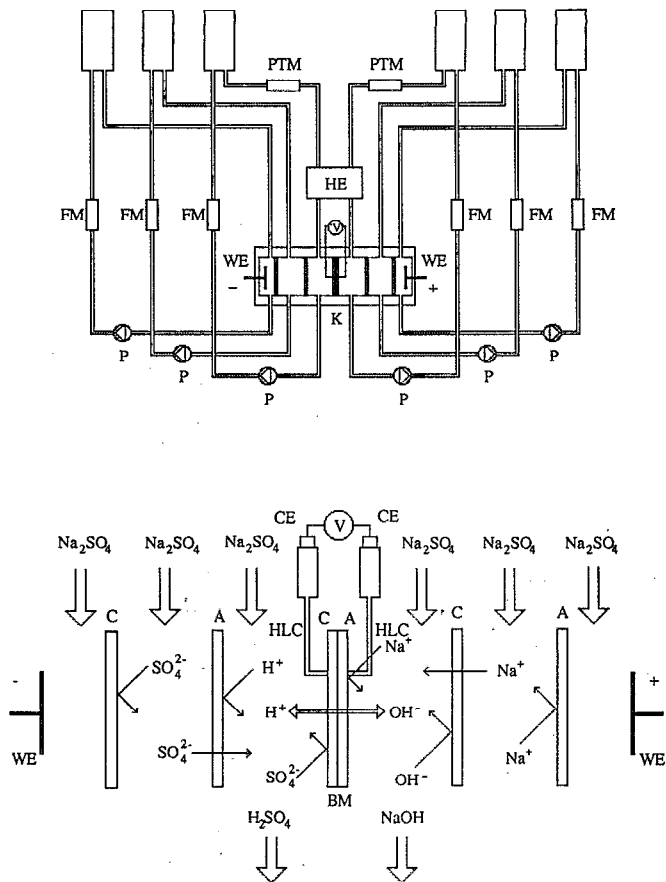 PTM PTM
HE
FM FM FM FM FM FM
V
WE WE
− +
K
P P
P P
P P
CE V CE
Na₂SO₄ Na₂SO₄ Na₂SO₄ Na₂SO₄ Na₂SO₄ Na₂SO₄
C A HLC C A HLC C A
Na⁺
SO₄²⁻ H⁺ Na⁺
- +
H⁺ OH⁻
WE SO₄²⁻ SO₄²⁻ OH⁻ Na⁺ WE
BM
H₂SO₄ NaOH